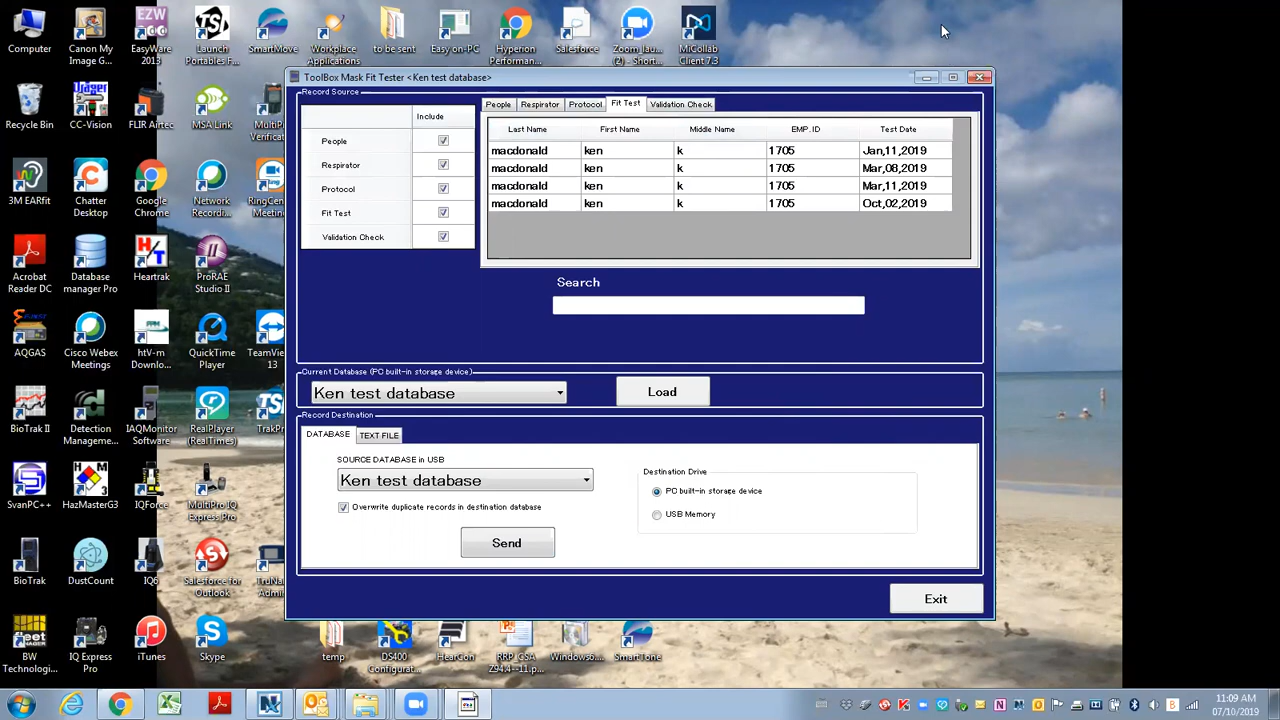 Computer
Canon My Image G...
EasyWare 2013
Launch Portables F...
SmartMove
Workplace Applications
to be sent
Easy on-PC
Hyperion Performan...
Salesforce
Zoom_lau... (2) - Short...
MiCollab Client 7.3
ToolBox Mask Fit Tester <Ken test database>
Record Source
Include
People
Respirator
Protocol
Fit Test
Validation Check
People Respirator Protocol Fit Test Validation Check
Last Name First Name Middle Name EMP. ID Test Date
macdonald ken k 1705 Jan,11,2019
macdonald ken k 1705 Mar,08,2019
macdonald ken k 1705 Mar,11,2019
macdonald ken k 1705 Oct,02,2019
Search
Current Database (PC built-in storage device)
Ken test database
Load
Record Destination
DATABASE TEXT FILE
SOURCE DATABASE in USB
Ken test database
Overwrite duplicate records in destination database
Send
Destination Drive
PC built-in storage device
USB Memory
Exit
Recycle Bin
CC-Vision
FLIR Airtec
MSA Link
3M EARfit
Chatter Desktop
Google Chrome
Network Recordi...
RingCen... Meeting...
Acrobat Reader DC
Database manager Pro
Heartrak
ProRAE Studio II
AQGAS
Cisco Webex Meetings
htV-m Downlo...
QuickTime Player
TeamView... 13
BioTrak II
Detection Manageme...
IAQMonitor Software
RealPlayer (RealTimes)
TrakPr...
SvanPC++
HazMasterG3
IQForce
MultiPro IQ Express Pro
BioTrak
DustCount
IQ6
Salesforce for Outlook
BW Technologi...
IQ Express Pro
iTunes
Skype
temp
DS400 Configurat...
HearCon
RRP_CSA Z94.4--11.p...
Windows6....
SmartTone
11:09 AM
07/10/2019